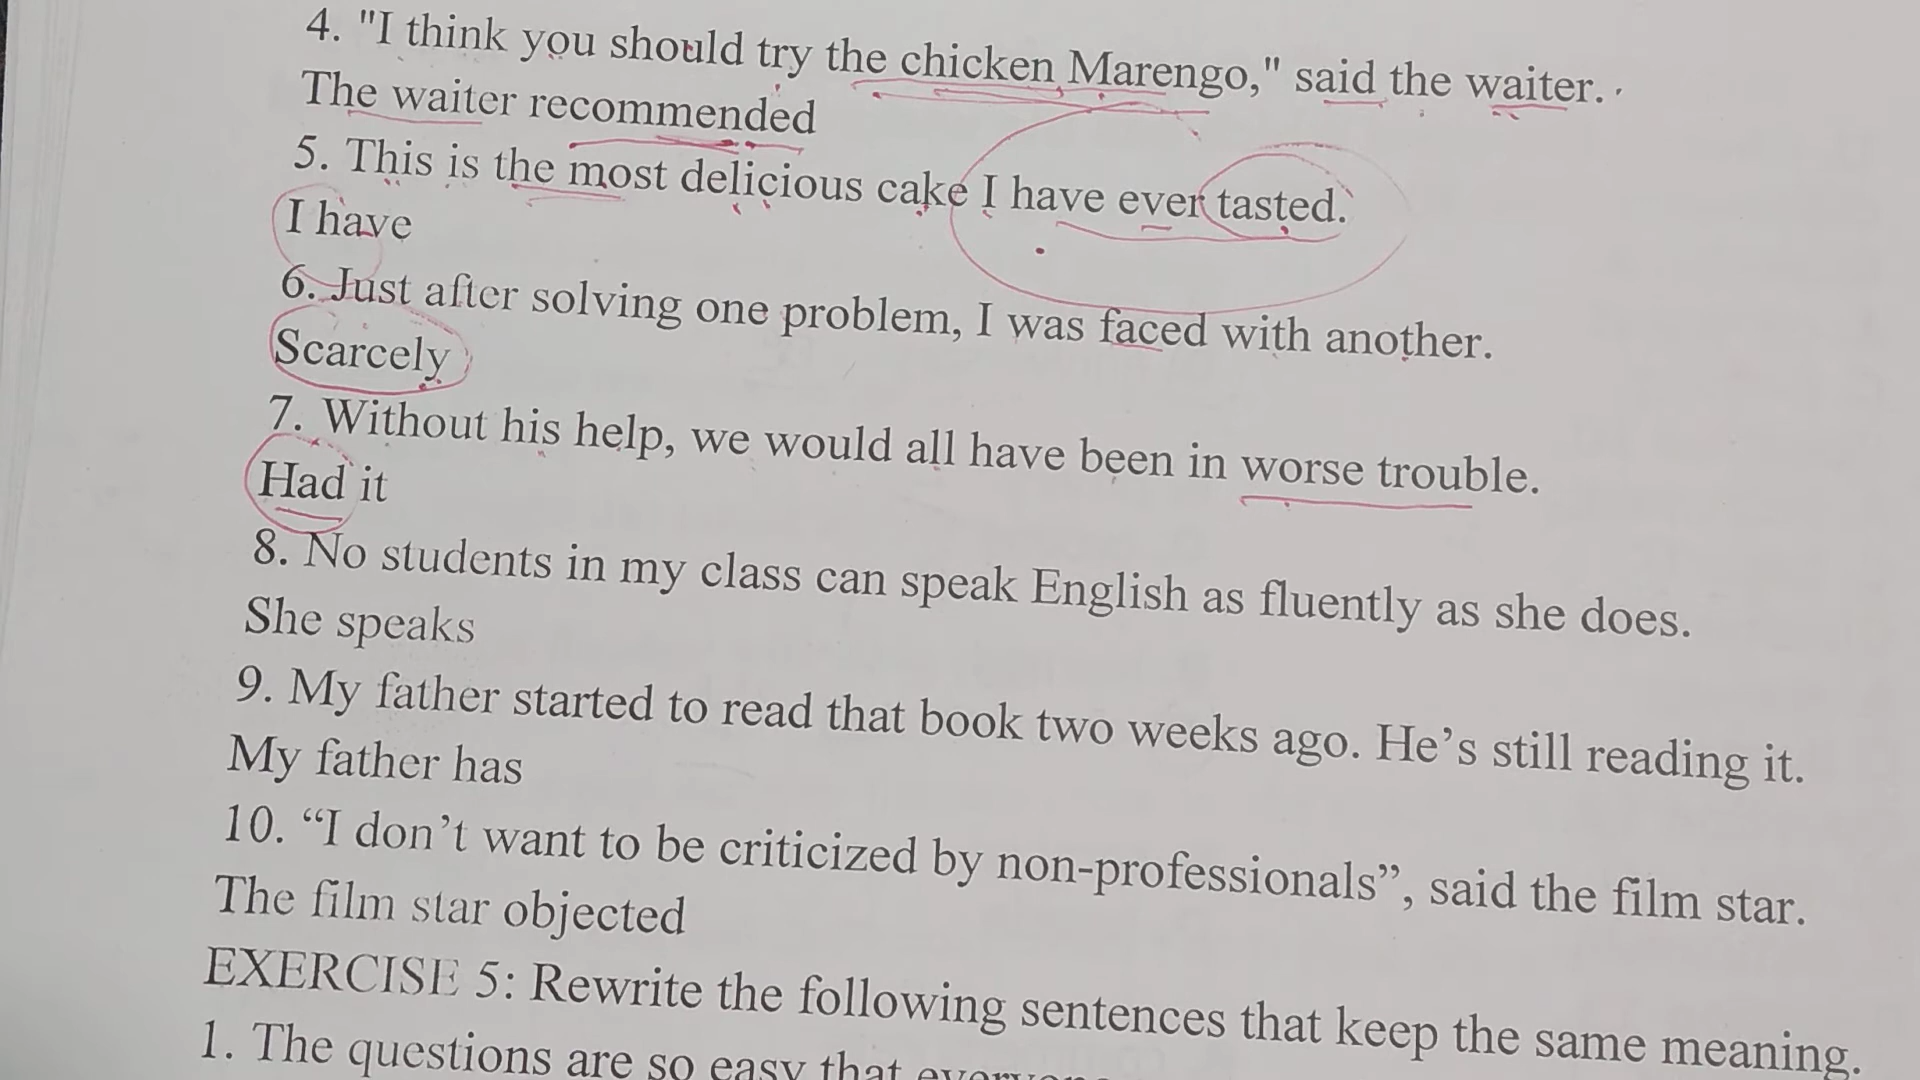 4. "I think you should try the chicken Marengo," said the waiter.
The waiter recommended
5. This is the most delicious cake I have ever tasted.
I have
6. Just after solving one problem, I was faced with another.
Scarcely
7. Without his help, we would all have been in worse trouble.
Had it
8. No students in my class can speak English as fluently as she does.
She speaks
9. My father started to read that book two weeks ago. He’s still reading it.
My father has
10. “I don’t want to be criticized by non-professionals”, said the film star.
The film star objected
EXERCISE 5: Rewrite the following sentences that keep the same meaning.
1. The questions are so easy that